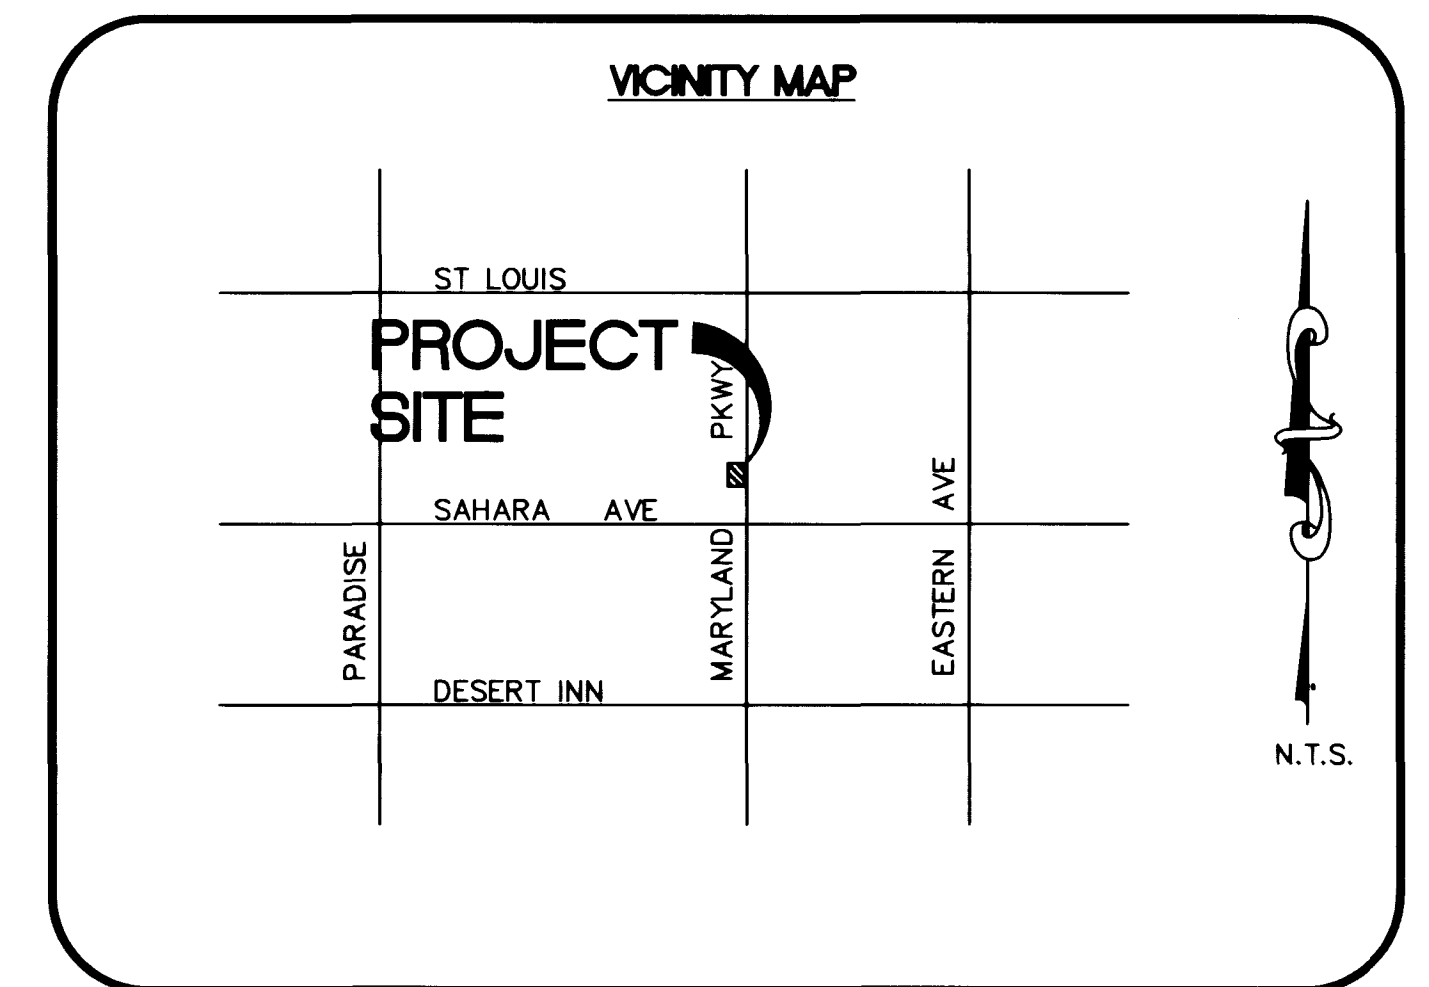 VICINITY MAP
ST LOUIS
PROJECT
SITE
MARYLAND PKWY
SAHARA AVE
PARADISE
EASTERN AVE
DESERT INN
N.T.S.